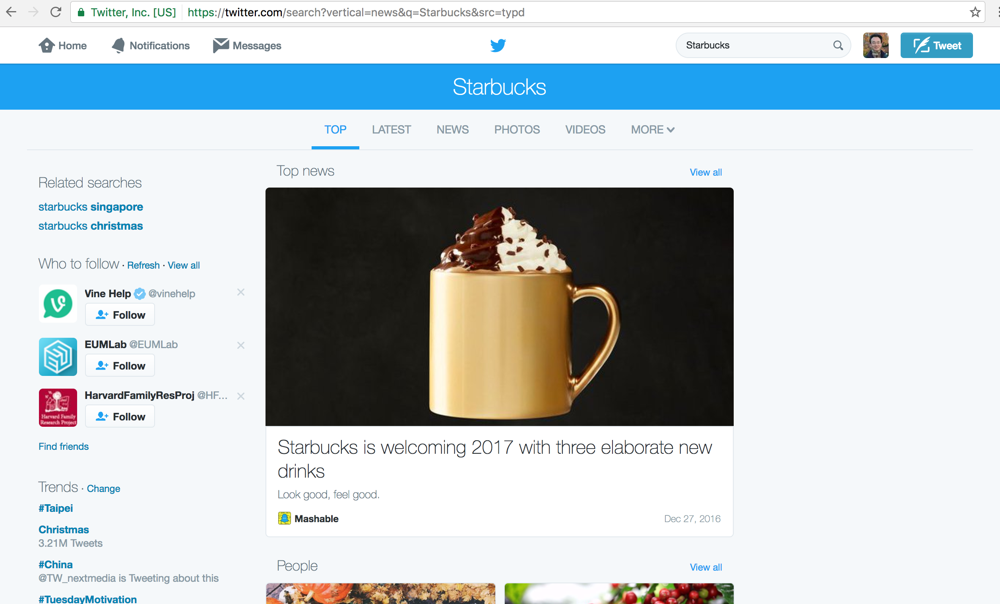 Twitter, Inc. [US] https://twitter.com/search?vertical=news&q=Starbucks&src=typd
Home Notifications Messages Starbucks Tweet
Starbucks
TOP LATEST NEWS PHOTOS VIDEOS MORE
Related searches
starbucks singapore
starbucks christmas
Who to follow · Refresh · View all
Vine Help @vinehelp
Follow
EUMLab @EUMLab
Follow
HarvardFamilyResProj @HF...
Harvard Family
Research Project
Follow
Find friends
Trends · Change
#Taipei
Christmas
3.21M Tweets
#China
@TW_nextmedia is Tweeting about this
#TuesdayMotivation
Top news View all
Starbucks is welcoming 2017 with three elaborate new
drinks
Look good, feel good.
Mashable Dec 27, 2016
People View all